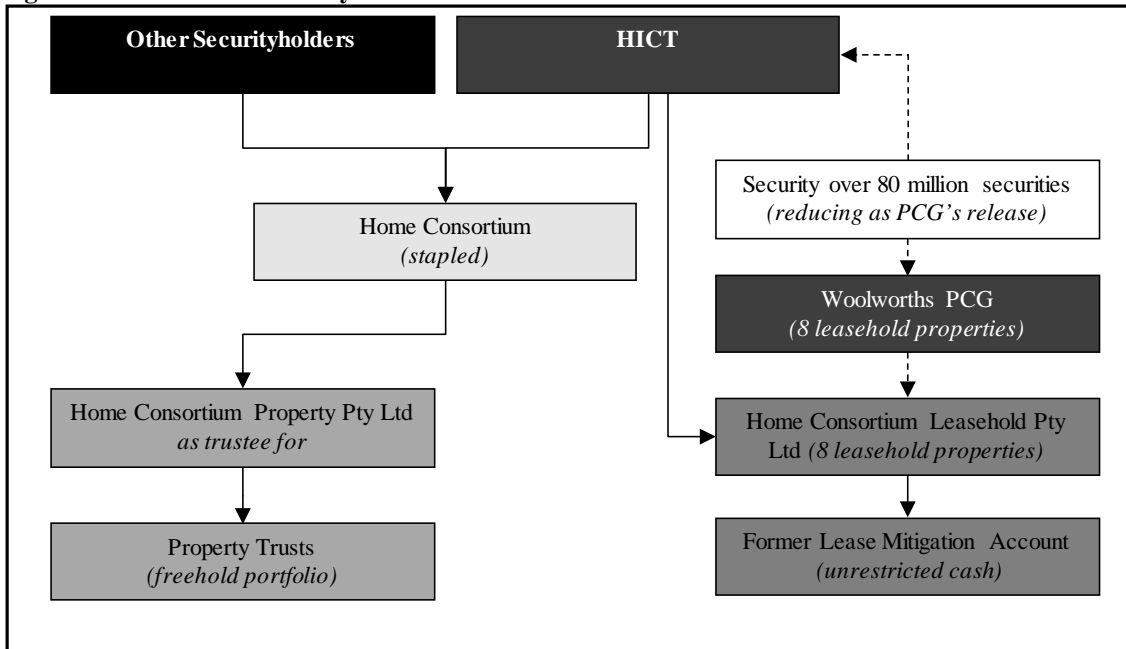 Other Securityholders
HICT
Security over 80 million securities
(reducing as PCG's release)
Home Consortium
(stapled)
Woolworths PCG
(8 leasehold properties)
Home Consortium Property Pty Ltd
as trustee for
Home Consortium Leasehold Pty
Ltd (8 leasehold properties)
Property Trusts
(freehold portfolio)
Former Lease Mitigation Account
(unrestricted cash)